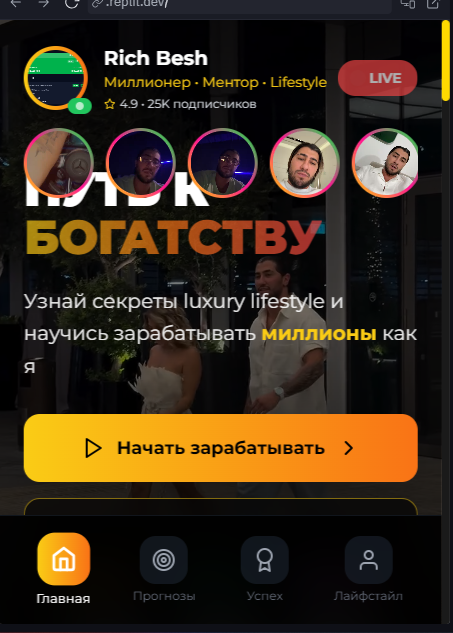 .replit.dev/
Rich Besh
Миллионер • Ментор • Lifestyle
LIVE
4.9 • 25K подписчиков
ПУТЬ К
БОГАТСТВУ
Узнай секреты luxury lifestyle и
научись зарабатывать миллионы как
я
Начать зарабатывать
Главная
Прогнозы
Успех
Лайфстайл